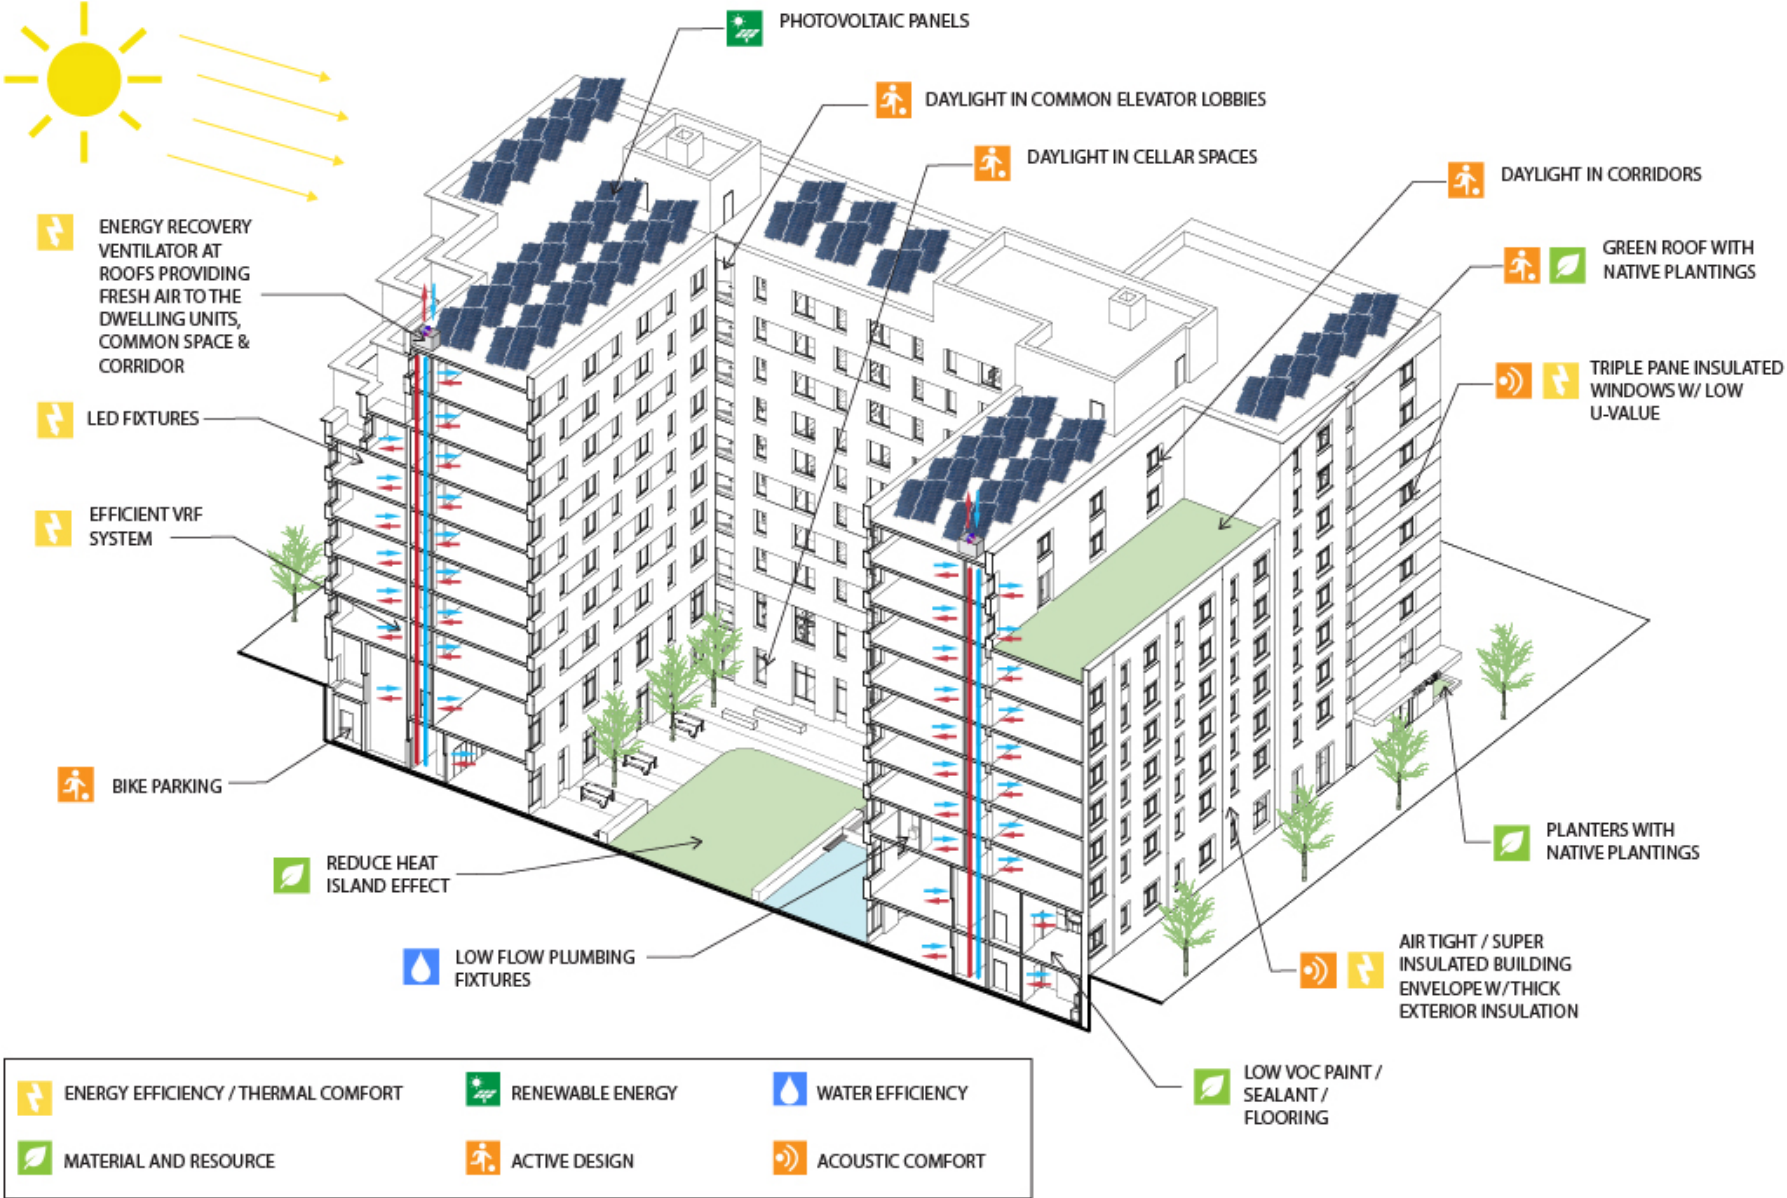 PHOTOVOLTAIC PANELS
DAYLIGHT IN COMMON ELEVATOR LOBBIES
DAYLIGHT IN CELLAR SPACES
DAYLIGHT IN CORRIDORS
GREEN ROOF WITH
NATIVE PLANTINGS
TRIPLE PANE INSULATED
WINDOWS W/ LOW
U-VALUE
ENERGY RECOVERY
VENTILATOR AT
ROOFS PROVIDING
FRESH AIR TO THE
DWELLING UNITS,
COMMON SPACE &
CORRIDOR
LED FIXTURES
EFFICIENT VRF
SYSTEM
BIKE PARKING
REDUCE HEAT
ISLAND EFFECT
LOW FLOW PLUMBING
FIXTURES
PLANTERS WITH
NATIVE PLANTINGS
AIR TIGHT / SUPER
INSULATED BUILDING
ENVELOPE W/ THICK
EXTERIOR INSULATION
LOW VOC PAINT /
SEALANT /
FLOORING
ENERGY EFFICIENCY / THERMAL COMFORT
RENEWABLE ENERGY
WATER EFFICIENCY
MATERIAL AND RESOURCE
ACTIVE DESIGN
ACOUSTIC COMFORT